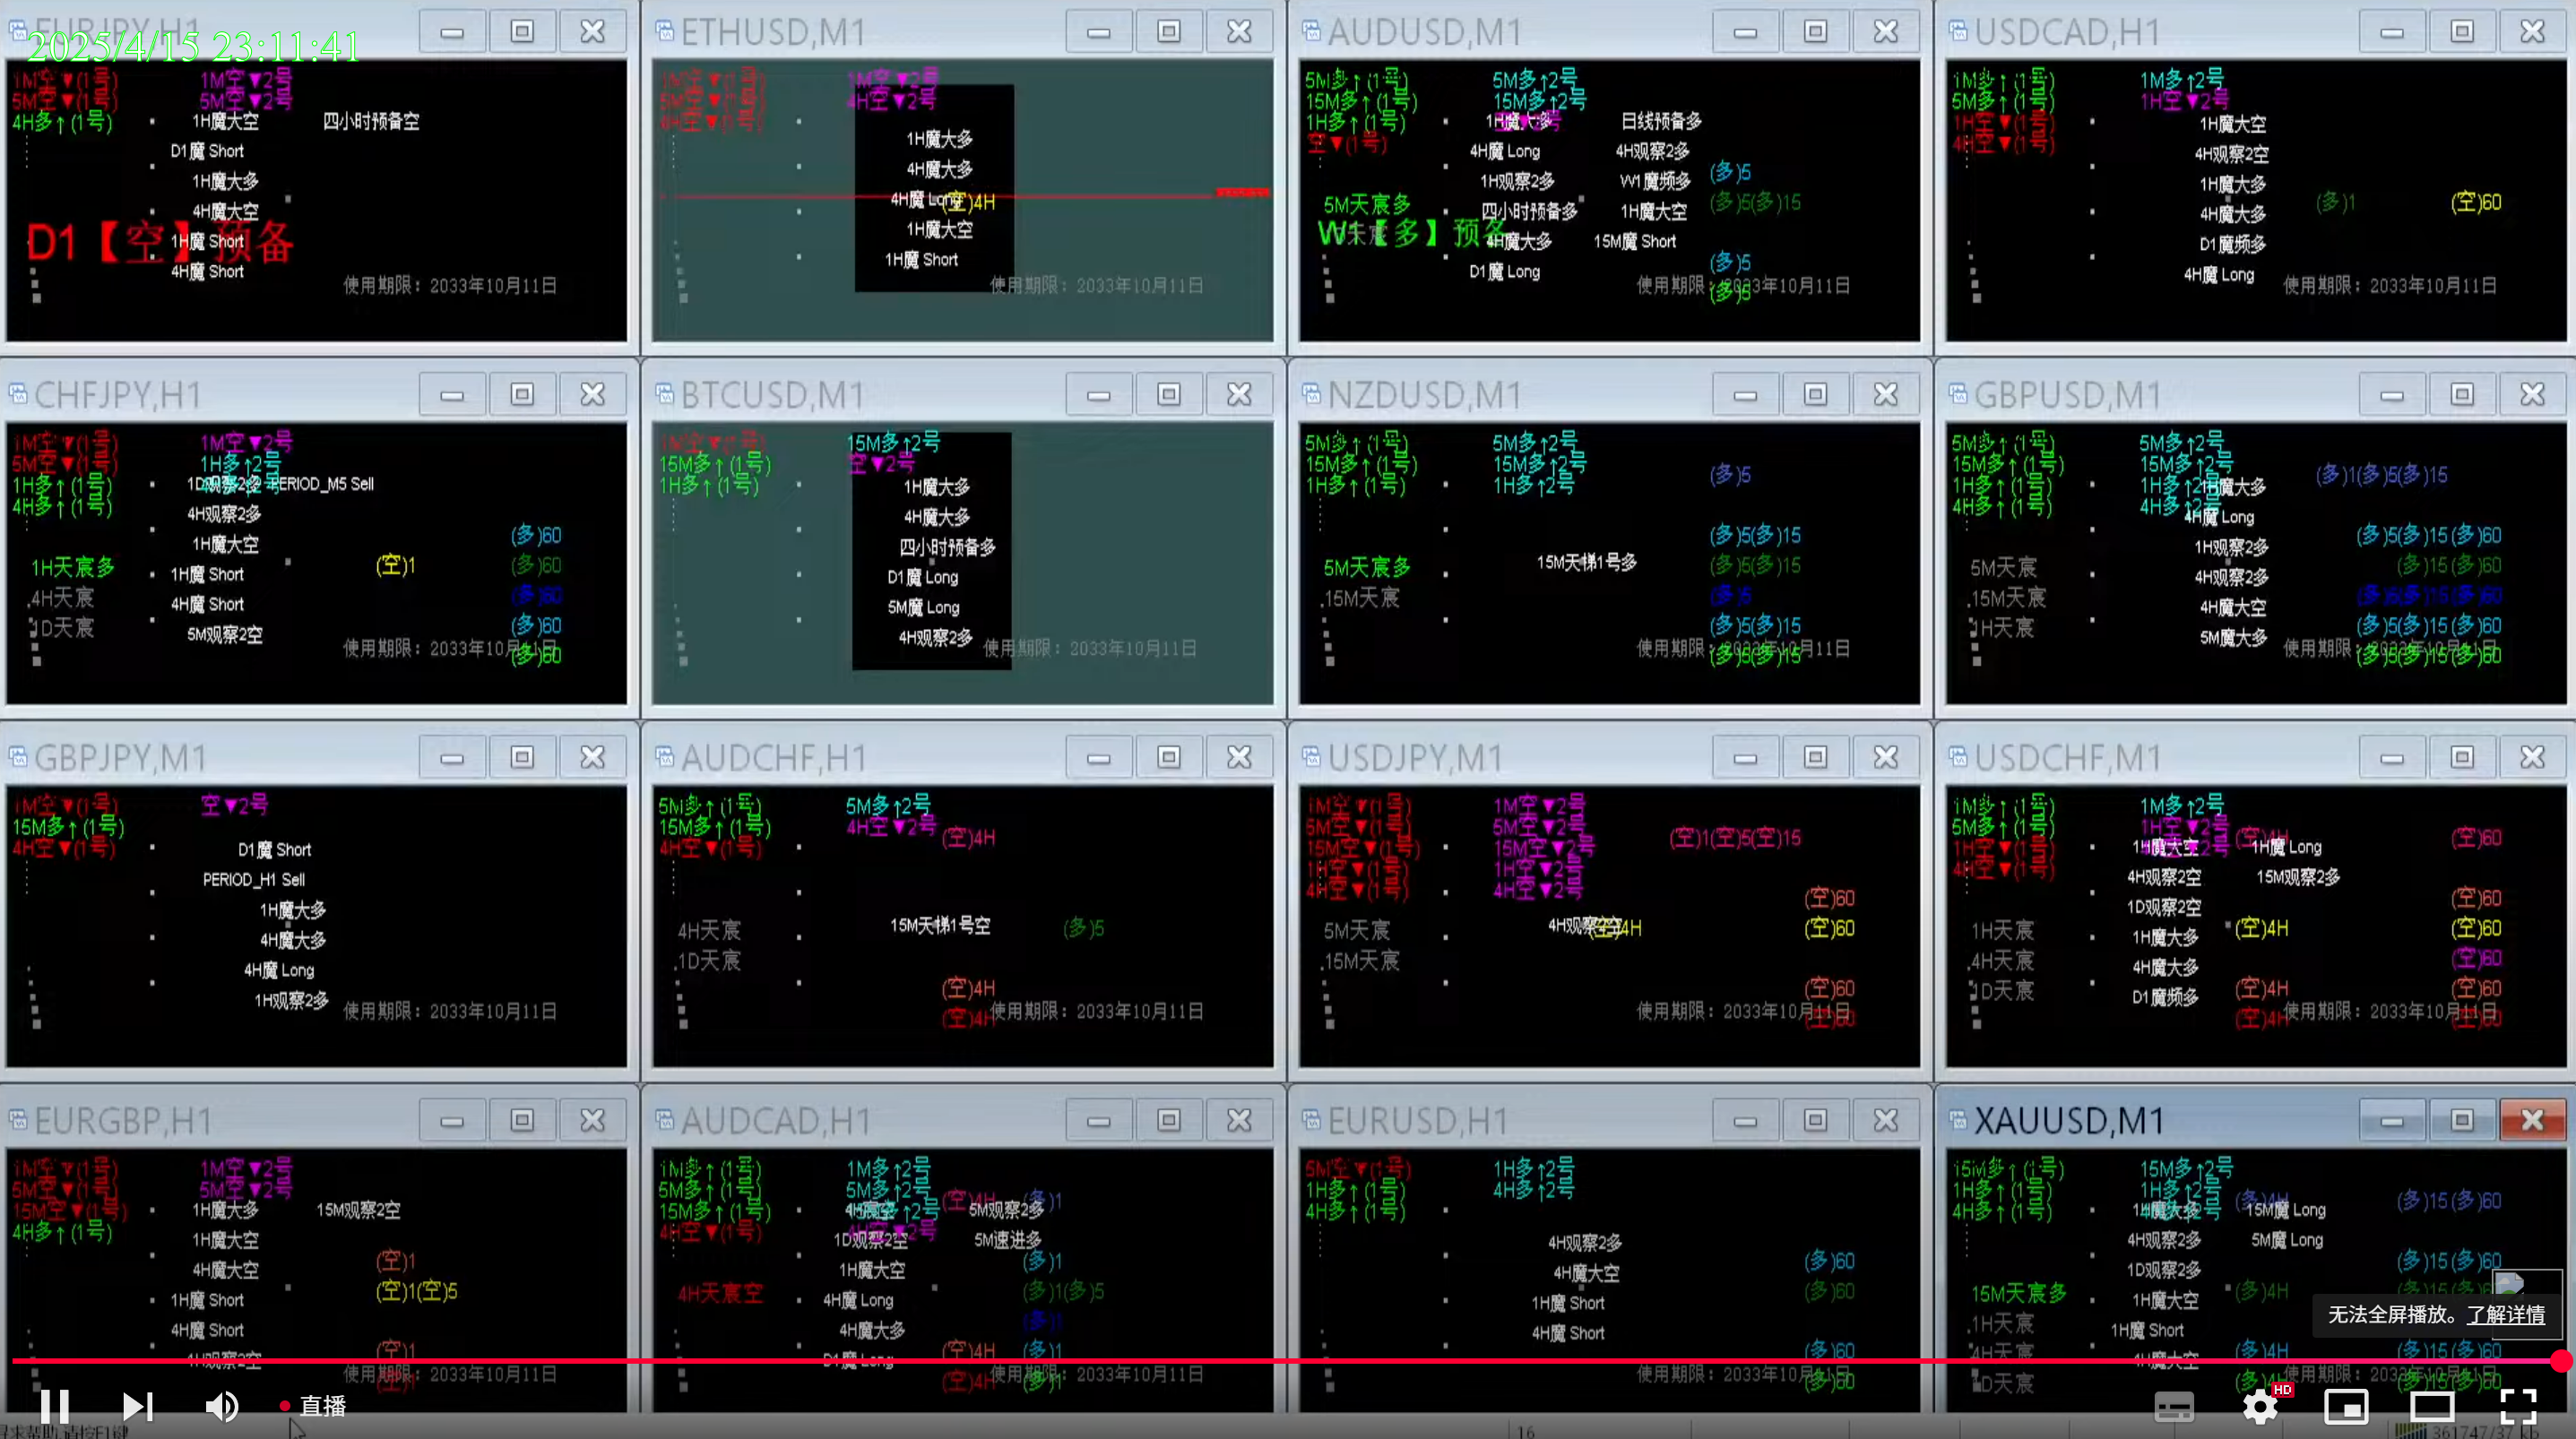 EURJPY,H1
2025/4/15 23:11:41
1M空▼(1号)
5M空▼(1号)
4H多↑(1号)
1M空▼2号
5M空▼2号
1H魔大空
四小时预备空
D1魔 Short
1H魔大多
4H魔大空
1H魔 Short
4H魔 Short
D1【空】预备
使用期限：2033年10月11日
ETHUSD,M1
1M空▼(1号)
5M空▼(1号)
1M空▼2号
4H空▼2号
1H魔大多
4H魔大多
4H魔 Long
(空)4H
1H魔大空
1H魔 Short
使用期限：2033年10月11日
AUDUSD,M1
5M多↑(1号)
15M多↑(1号)
1H多↑(1号)
空▼(1号)
5M多↑2号
15M多↑2号
1H魔大多
日线预备多
4H魔 Long
4H观察2多
1H观察2多
W1魔频多
四小时预备多
1H魔大空
4H魔大多
15M魔 Short
D1魔 Long
5M天宸多
W1【多】预备
(多)5
(多)5(多)15
(多)5
(多)5
使用期限：2033年10月11日
USDCAD,H1
1M多↑(1号)
5M多↑(1号)
1H空▼(1号)
4H空▼(1号)
1M多↑2号
1H空▼2号
1H魔大空
4H观察2空
1H魔大多
4H魔大多
D1魔频多
4H魔 Long
(多)1
(空)60
使用期限：2033年10月11日
CHFJPY,H1
1M空▼(1号)
5M空▼(1号)
1H多↑(1号)
4H多↑(1号)
1M空▼2号
1H多↑2号
1D观察2多
PERIOD_M5 Sell
4H观察2多
1H魔大空
1H魔 Short
4H魔 Short
5M观察2空
1H天宸多
4H天宸
1D天宸
(空)1
(多)60
(多)60
(多)60
(多)60
(多)60
使用期限：2033年10月11日
BTCUSD,M1
1M空▼(1号)
15M多↑(1号)
1H多↑(1号)
15M多↑2号
空▼2号
1H魔大多
4H魔大多
四小时预备多
D1魔 Long
5M魔 Long
4H观察2多
使用期限：2033年10月11日
NZDUSD,M1
5M多↑(1号)
15M多↑(1号)
1H多↑(1号)
5M多↑2号
15M多↑2号
1H多↑2号
5M天宸多
15M天宸
15M天梯1号多
(多)5
(多)5(多)15
(多)5(多)15
(多)5
(多)5(多)15
(多)5(多)15
使用期限：2033年10月11日
GBPUSD,M1
5M多↑(1号)
15M多↑(1号)
1H多↑(1号)
4H多↑(1号)
5M多↑2号
15M多↑2号
1H多↑2号
4H多↑2号
1H魔大多
4H魔 Long
1H观察2多
4H观察2多
4H魔大空
5M魔大多
5M天宸
15M天宸
1H天宸
(多)1(多)5(多)15
(多)5(多)15(多)60
(多)15(多)60
(多)5(多)15(多)60
(多)5(多)15(多)60
(多)5(多)15(多)60
使用期限：2033年10月11日
GBPJPY,M1
1M空▼(1号)
15M多↑(1号)
4H空▼(1号)
空▼2号
D1魔 Short
PERIOD_H1 Sell
1H魔大多
4H魔大多
4H魔 Long
1H观察2多
使用期限：2033年10月11日
AUDCHF,H1
5M多↑(1号)
15M多↑(1号)
4H空▼(1号)
5M多↑2号
4H空▼2号
(空)4H
4H天宸
1D天宸
15M天梯1号空
(多)5
(空)4H
(空)4H
使用期限：2033年10月11日
USDJPY,M1
1M空▼(1号)
5M空▼(1号)
15M空▼(1号)
1H空▼(1号)
4H空▼(1号)
1M空▼2号
5M空▼2号
15M空▼2号
1H空▼2号
4H空▼2号
(空)1(空)5(空)15
4H观察2空
(空)4H
5M天宸
15M天宸
(空)60
(空)60
(空)60
(空)60
使用期限：2033年10月11日
USDCHF,M1
1M多↑(1号)
5M多↑(1号)
1H空▼(1号)
4H空▼(1号)
1M多↑2号
1H空▼2号
(空)4H
(空)60
1H魔大空
1H魔 Long
4H观察2空
15M观察2多
1D观察2空
1H魔大多
4H魔大多
D1魔频多
1H天宸
4H天宸
1D天宸
(空)4H
(空)4H
(空)4H
(空)60
(空)60
(空)60
(空)60
(空)60
使用期限：2033年10月11日
EURGBP,H1
1M空▼(1号)
5M空▼(1号)
15M空▼(1号)
4H多↑(1号)
1M空▼2号
5M空▼2号
1H魔大多
15M观察2空
1H魔大空
4H魔大空
1H魔 Short
4H魔 Short
4H观察2空
(空)1
(空)1(空)5
(空)1
使用期限：2033年10月11日
AUDCAD,H1
1M多↑(1号)
5M多↑(1号)
15M多↑(1号)
4H空▼(1号)
1M多↑2号
5M多↑2号
(空)4H
(多)1
5M观察2多
1D观察2空
5M速进多
1H魔大空
4H魔 Long
4H魔大多
D1魔 Long
4H天宸空
(多)1
(多)1(多)5
(多)1
(空)4H
(多)1
(空)4H
(多)1
使用期限：2033年10月11日
EURUSD,H1
5M空▼(1号)
1H多↑(1号)
4H多↑(1号)
1H多↑2号
4H多↑2号
4H观察2多
4H魔大空
1H魔 Short
4H魔 Short
(多)60
(多)60
(多)60
(多)60
使用期限：2033年10月11日
XAUUSD,M1
15M多↑(1号)
1H多↑(1号)
4H多↑(1号)
15M多↑2号
1H多↑2号
(多)4H
(多)15(多)60
1H魔大多
15M魔 Long
4H观察2多
5M魔 Long
1D观察2多
1H魔大空
1H魔 Short
4H魔大空
15M天宸多
1H天宸
4H天宸
1D天宸
(多)15(多)60
(多)4H
(多)4H
(多)15(多)60
使用期限：2033年10月11日
无法全屏播放。了解详情
直播
HD
16
361747/37 kb